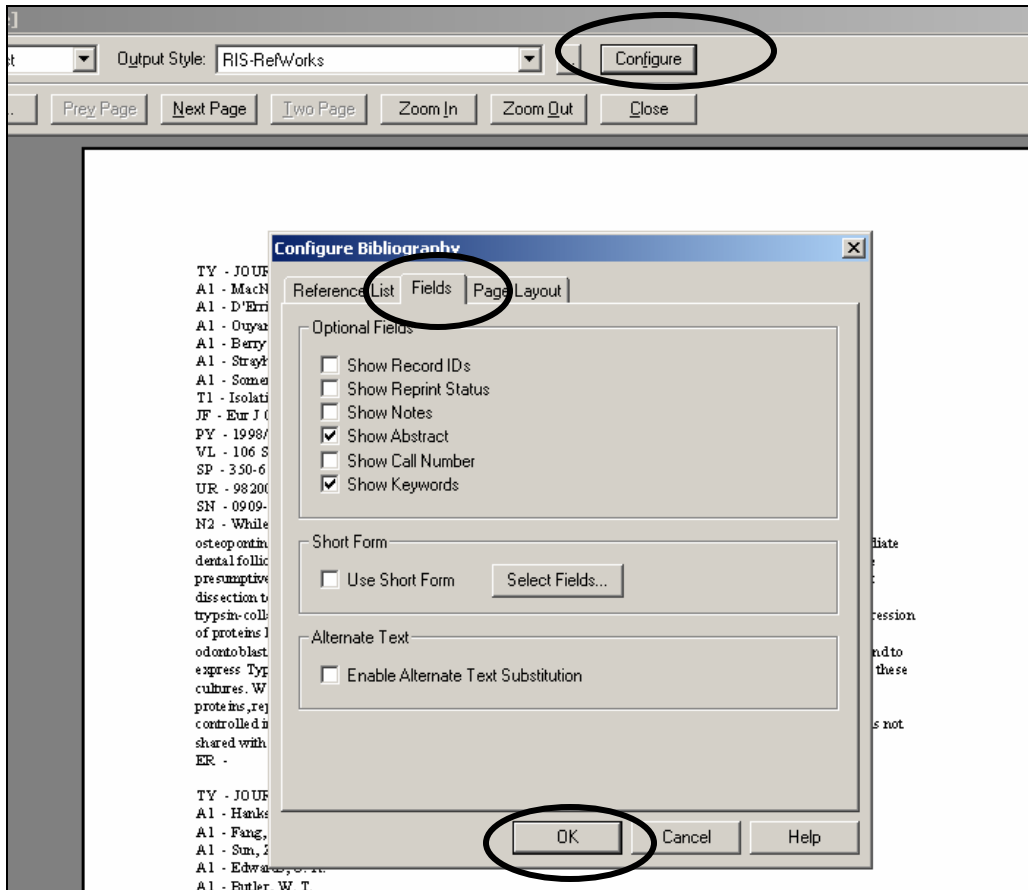 ]
st Output Style: RIS-RefWorks ... Configure
... Prev Page Next Page Two Page Zoom In Zoom Out Close
Configure Bibliography
Reference List Fields Page Layout
Optional Fields
Show Record IDs
Show Reprint Status
Show Notes
Show Abstract
Show Call Number
Show Keywords
Short Form
Use Short Form Select Fields...
Alternate Text
Enable Alternate Text Substitution
OK Cancel Help
TY - JOUR
A1 - MacN
A1 - D'Erri
A1 - Ouyan
A1 - Berry
A1 - Strayh
A1 - Somer
T1 - Isolati
JF - Eur J O
PY - 1998/
VL - 106 S
SP - 350-6
UR - 98200
SN - 0909-
N2 - While
osteopontin diate
dental follic
presumptive
dissection t
trypsin-coll ression
of proteins
odontoblast nd to
express Typ these
cultures. W
proteins, rep
controlled i s not
shared with
ER -
TY - JOUR
A1 - Hanks
A1 - Fang,
A1 - Sun, Z
A1 - Edwards, J. R.
A1 - Butler, W. T.